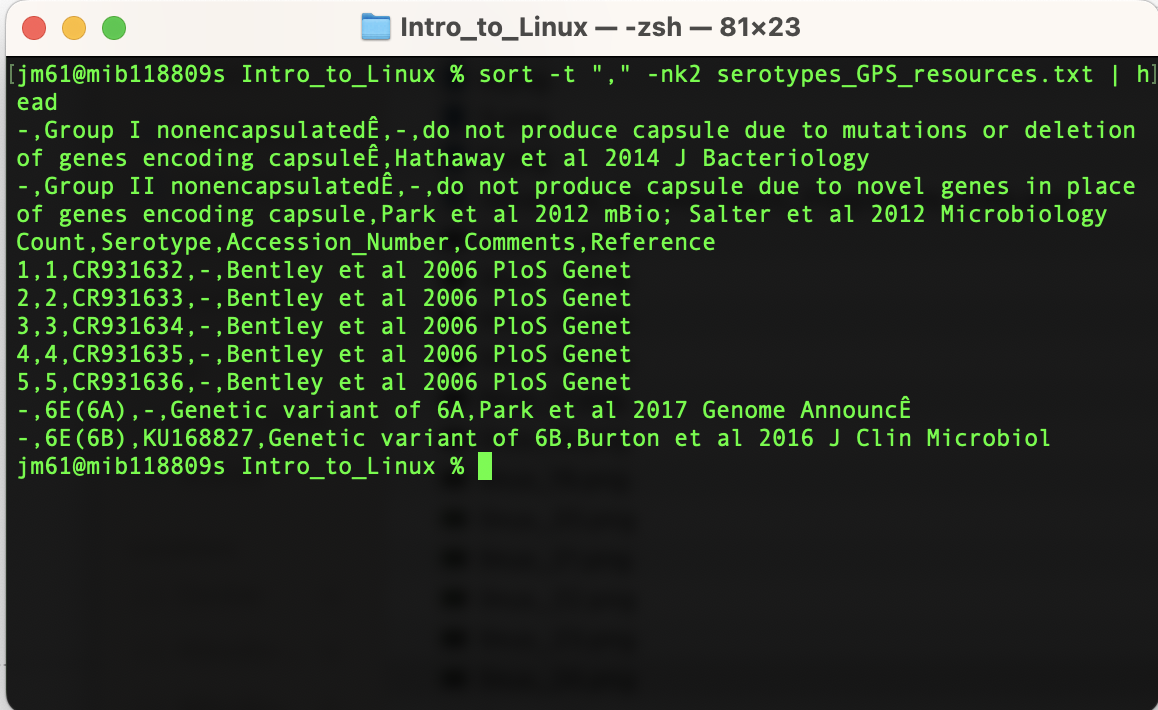 Intro_to_Linux — -zsh — 81×23
[jm61@mib118809s Intro_to_Linux % sort -t "," -nk2 serotypes_GPS_resources.txt | h]
ead
-,Group I nonencapsulatedÊ,-,do not produce capsule due to mutations or deletion
of genes encoding capsuleÊ,Hathaway et al 2014 J Bacteriology
-,Group II nonencapsulatedÊ,-,do not produce capsule due to novel genes in place
of genes encoding capsule,Park et al 2012 mBio; Salter et al 2012 Microbiology
Count,Serotype,Accession_Number,Comments,Reference
1,1,CR931632,-,Bentley et al 2006 PloS Genet
2,2,CR931633,-,Bentley et al 2006 PloS Genet
3,3,CR931634,-,Bentley et al 2006 PloS Genet
4,4,CR931635,-,Bentley et al 2006 PloS Genet
5,5,CR931636,-,Bentley et al 2006 PloS Genet
-,6E(6A),-,Genetic variant of 6A,Park et al 2017 Genome AnnouncÊ
-,6E(6B),KU168827,Genetic variant of 6B,Burton et al 2016 J Clin Microbiol
jm61@mib118809s Intro_to_Linux %